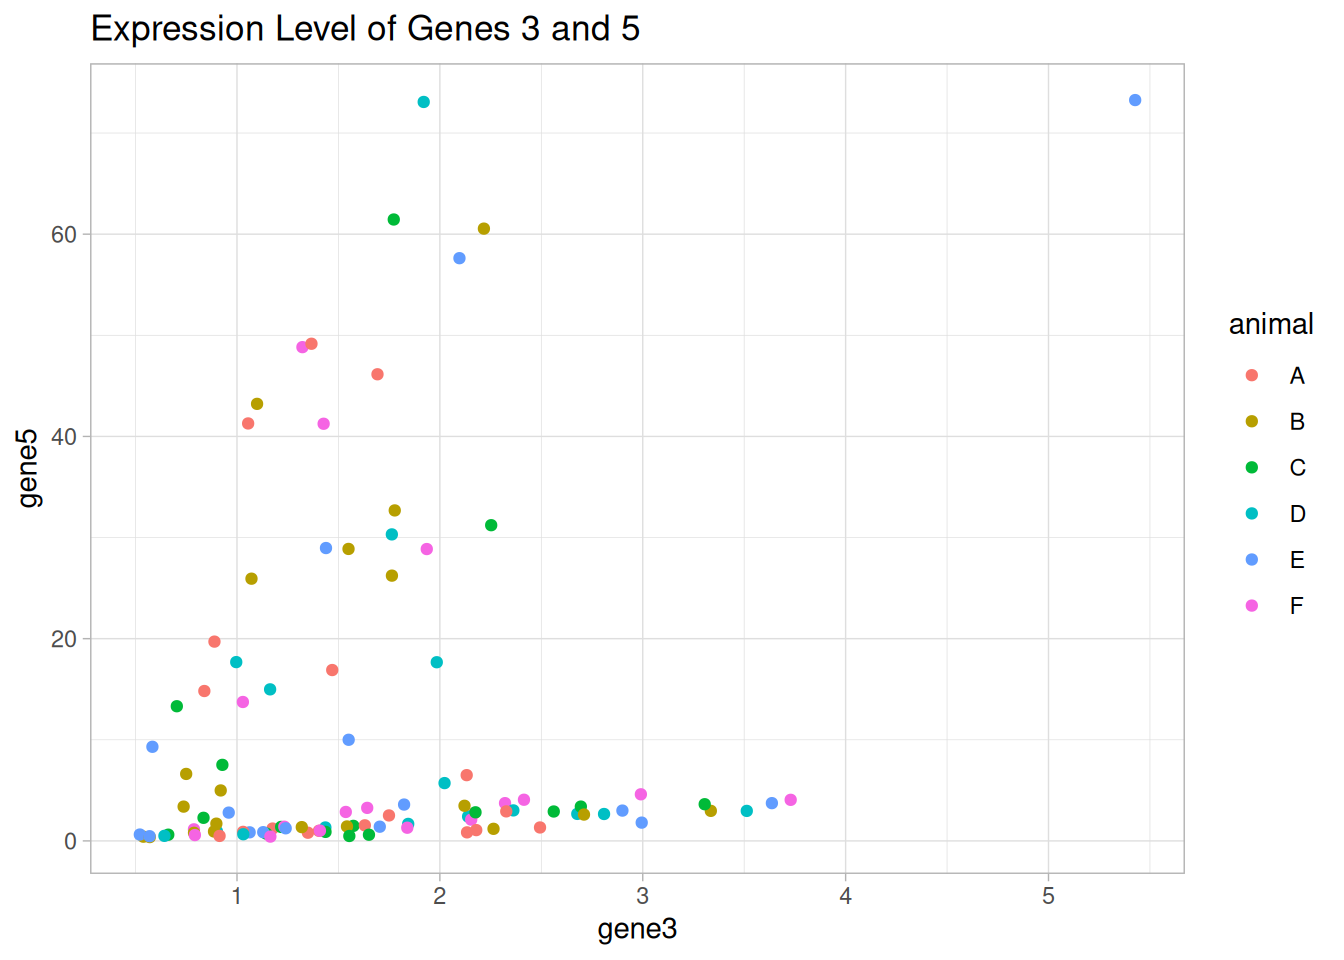 Expression Level of Genes 3 and 5
60
40
20
0
gene5
1 2 3 4 5
gene3
animal
A
B
C
D
E
F